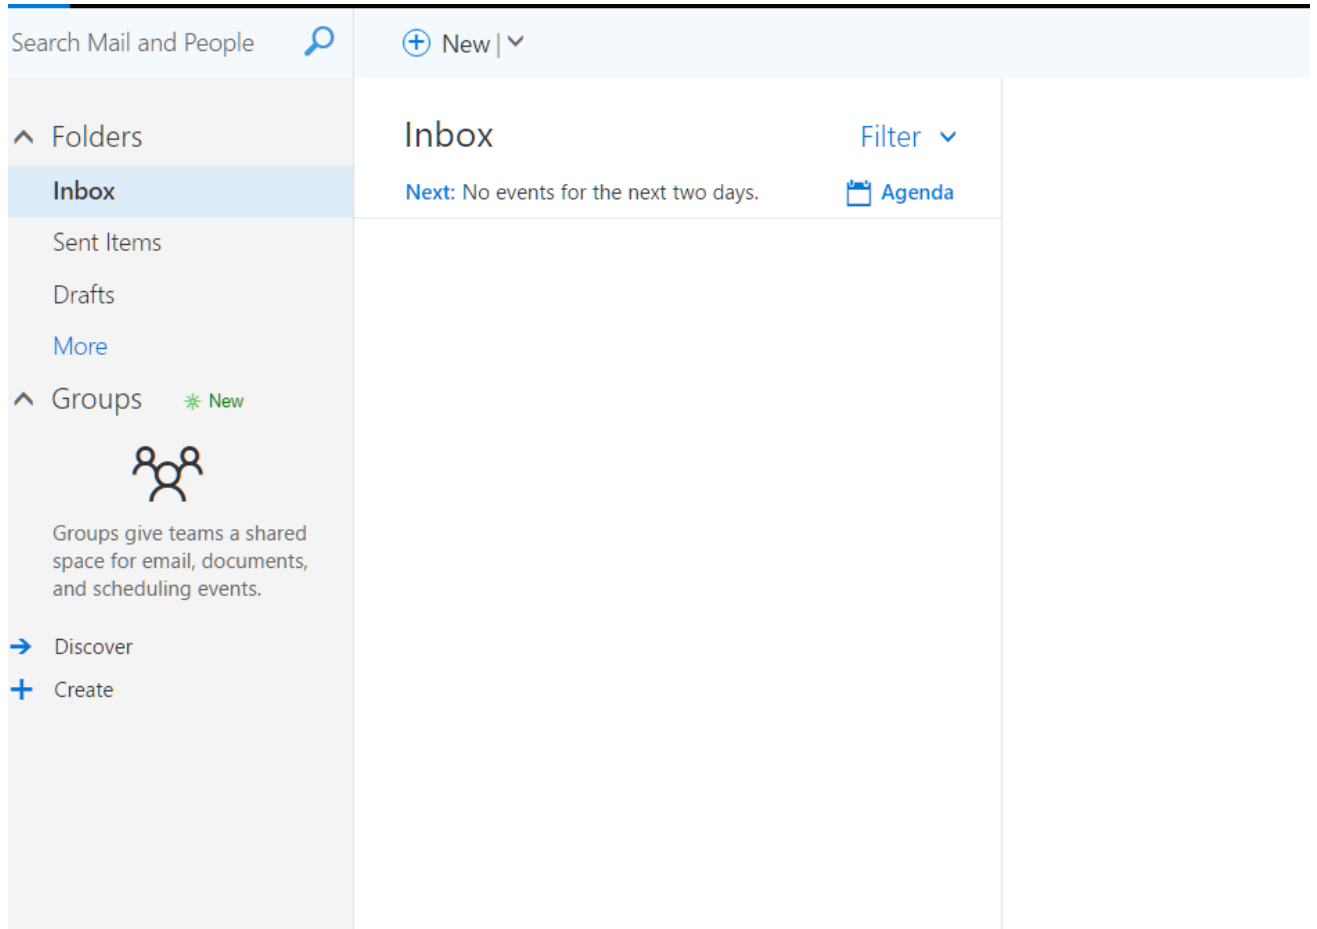 Search Mail and People
New
Folders
Inbox
Sent Items
Drafts
More
Groups New
Groups give teams a shared
space for email, documents,
and scheduling events.
Discover
Create
Inbox Filter
Next: No events for the next two days. Agenda